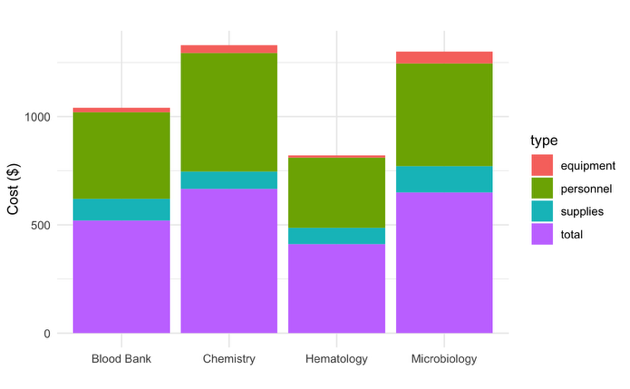 Cost ($)
1000
500
0
Blood Bank
Chemistry
Hematology
Microbiology
type
equipment
personnel
supplies
total